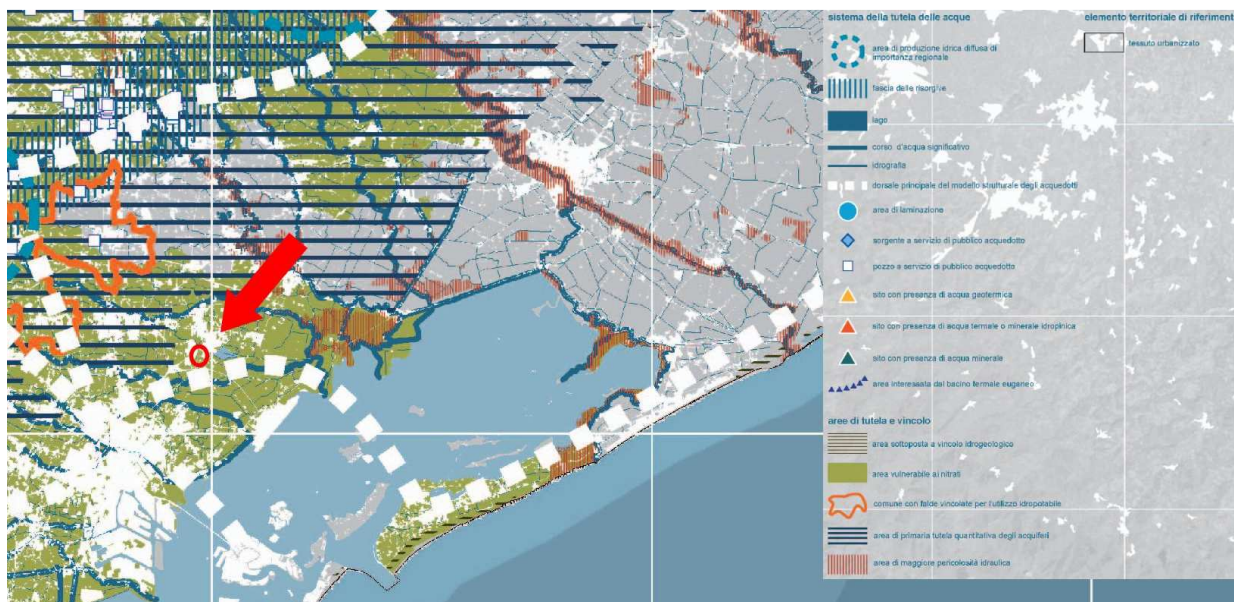 sistema della tutela delle acque
area di produzione idrica diffusa di
importanza regionale
fascia delle risorgive
lago
corso d'acqua significativo
idrografia
dorsale principale del modello strutturale degli acquedotti
area di laminazione
sorgente a servizio di pubblico acquedotto
pozzo a servizio di pubblico acquedotto
sito con presenza di acqua geotermica
sito con presenza di acqua termale o minerale idropinica
sito con presenza di acqua minerale
area interessata dal bacino termale euganeo
aree di tutela e vincolo
area sottoposta a vincolo idrogeologico
area vulnerabile ai nitrati
comune con falde vincolate per l'utilizzo idropotabile
area di primaria tutela quantitativa degli acquiferi
area di maggiore pericolosità idraulica
elemento territoriale di riferiment
tessuto urbanizzato